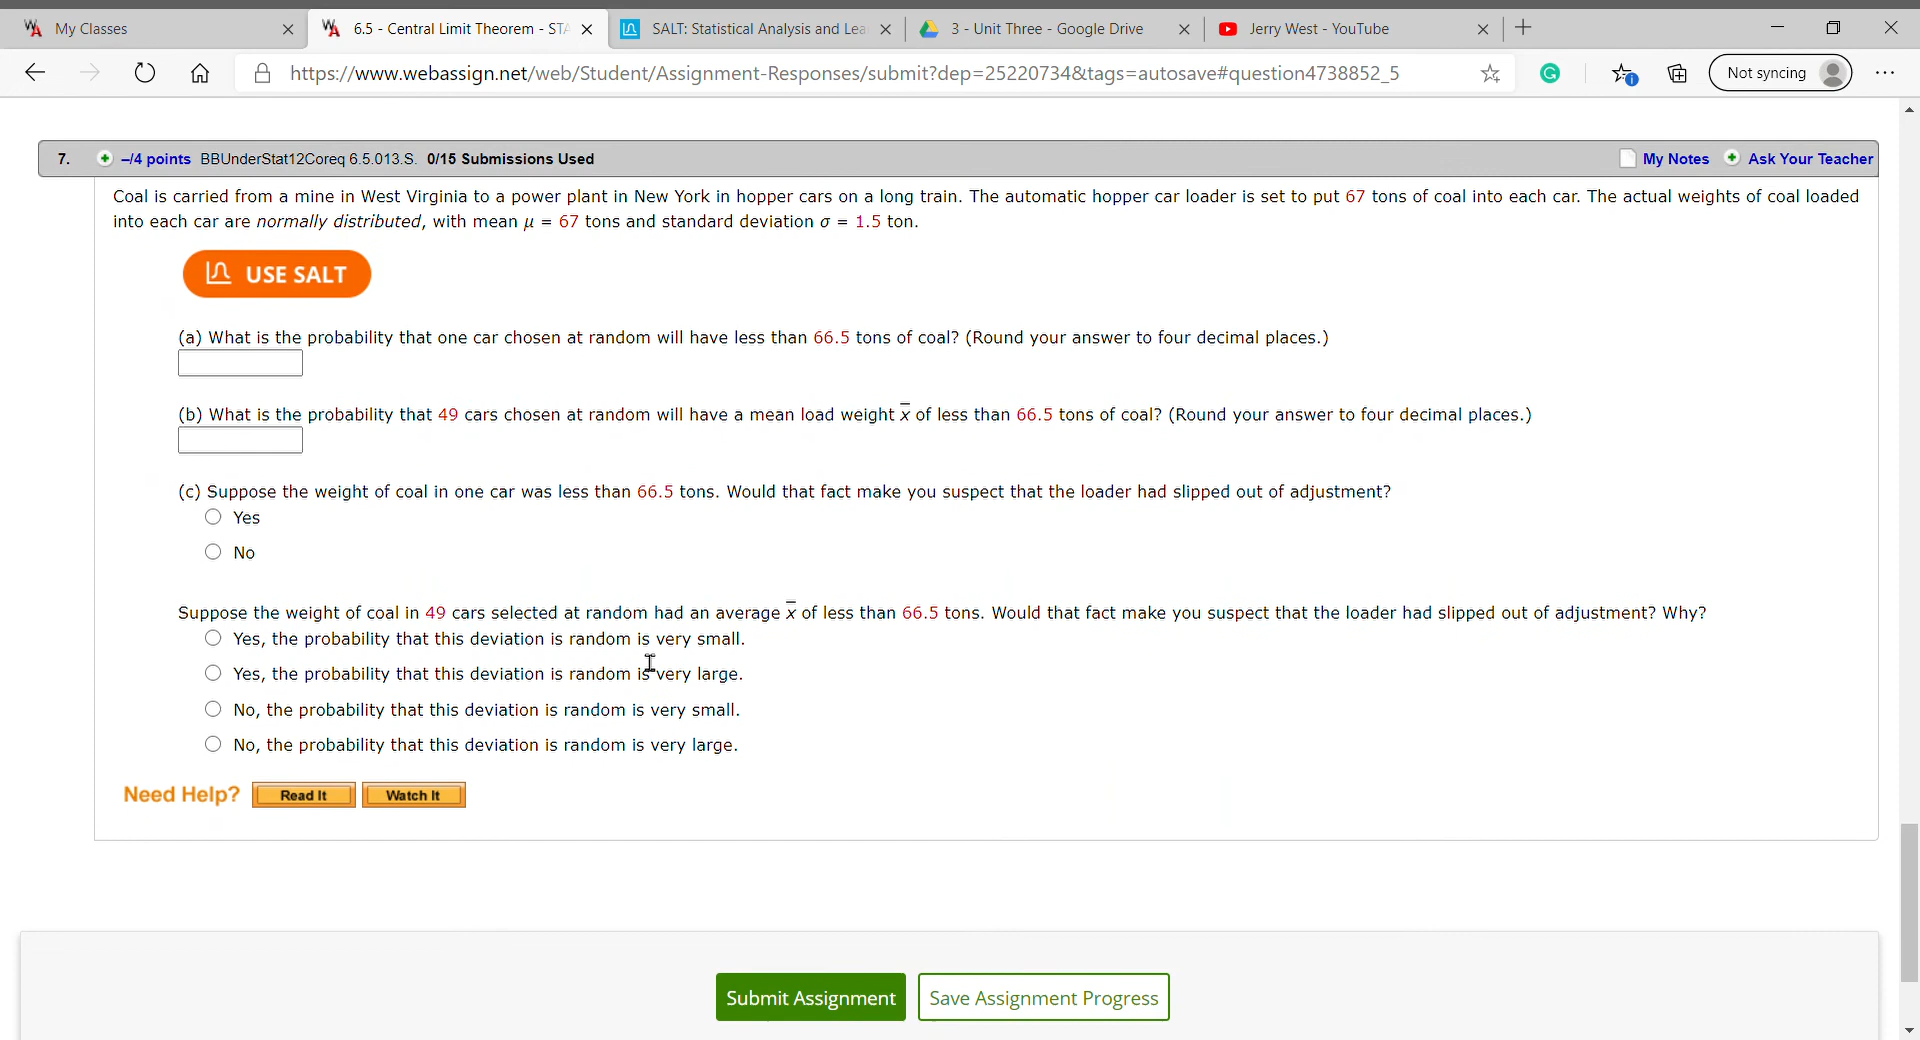 My Classes
6.5 - Central Limit Theorem - STA
SALT: Statistical Analysis and Lea
3 - Unit Three - Google Drive
Jerry West - YouTube
https://www.webassign.net/web/Student/Assignment-Responses/submit?dep=25220734&tags=autosave#question4738852_5
Not syncing
7. –/4 points BBUnderStat12Coreq 6.5.013.S. 0/15 Submissions Used My Notes Ask Your Teacher
Coal is carried from a mine in West Virginia to a power plant in New York in hopper cars on a long train. The automatic hopper car loader is set to put 67 tons of coal into each car. The actual weights of coal loaded
into each car are normally distributed, with mean μ = 67 tons and standard deviation σ = 1.5 ton.
USE SALT
(a) What is the probability that one car chosen at random will have less than 66.5 tons of coal? (Round your answer to four decimal places.)
(b) What is the probability that 49 cars chosen at random will have a mean load weight x̅ of less than 66.5 tons of coal? (Round your answer to four decimal places.)
(c) Suppose the weight of coal in one car was less than 66.5 tons. Would that fact make you suspect that the loader had slipped out of adjustment?
Yes
No
Suppose the weight of coal in 49 cars selected at random had an average x̅ of less than 66.5 tons. Would that fact make you suspect that the loader had slipped out of adjustment? Why?
Yes, the probability that this deviation is random is very small.
Yes, the probability that this deviation is random is very large.
No, the probability that this deviation is random is very small.
No, the probability that this deviation is random is very large.
Need Help? Read It Watch It
Submit Assignment Save Assignment Progress